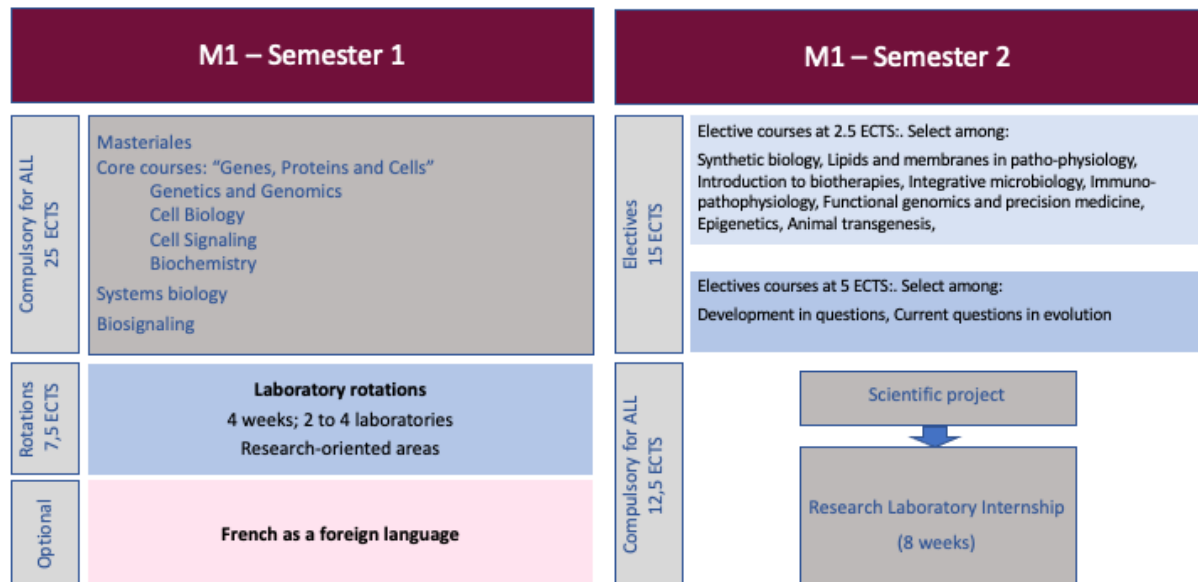 M1 – Semester 1
Compulsory for ALL
25 ECTS
Masteriales
Core courses: “Genes, Proteins and Cells”
Genetics and Genomics
Cell Biology
Cell Signaling
Biochemistry
Systems biology
Biosignaling
Rotations
7,5 ECTS
Laboratory rotations
4 weeks; 2 to 4 laboratories
Research-oriented areas
Optional
French as a foreign language
M1 – Semester 2
Electives
15 ECTS
Elective courses at 2.5 ECTS:. Select among:
Synthetic biology, Lipids and membranes in patho-physiology,
Introduction to biotherapies, Integrative microbiology, Immuno-
pathophysiology, Functional genomics and precision medicine,
Epigenetics, Animal transgenesis,
Electives courses at 5 ECTS:. Select among:
Development in questions, Current questions in evolution
Compulsory for ALL
12,5 ECTS
Scientific project
Research Laboratory Internship
(8 weeks)